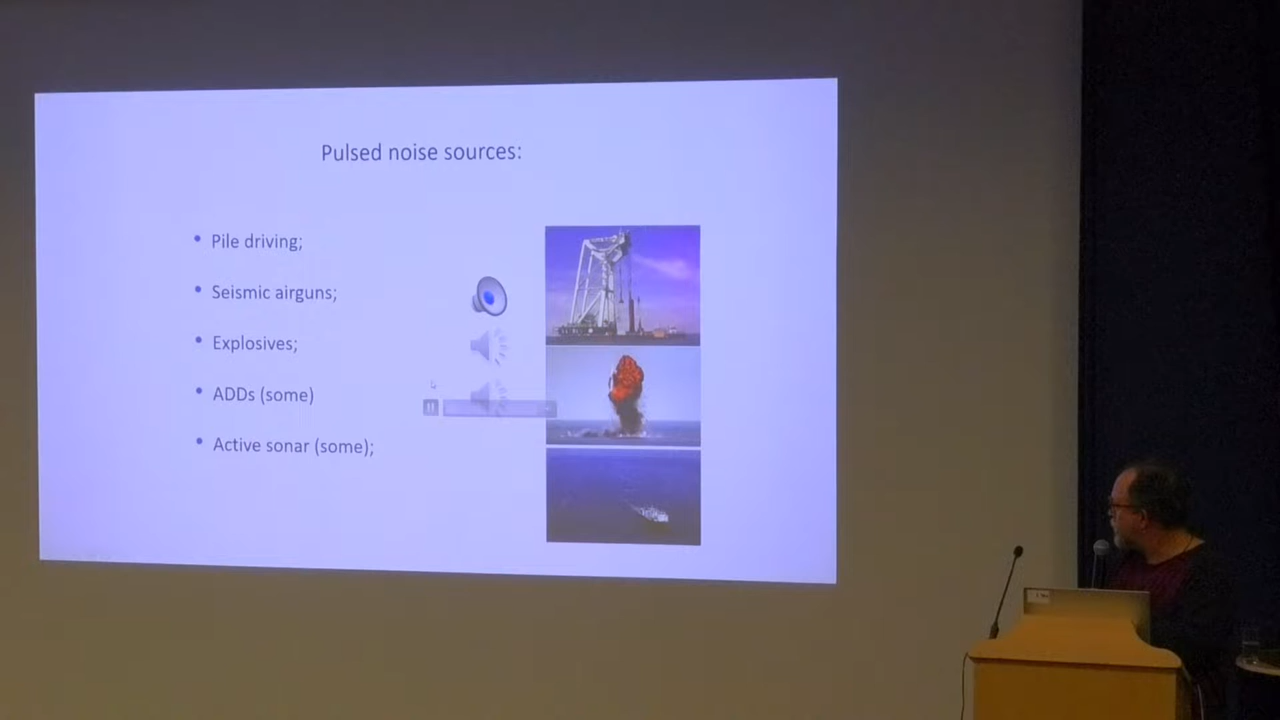 Pulsed noise sources:
• Pile driving;
• Seismic airguns;
• Explosives;
• ADDs (some)
• Active sonar (some);